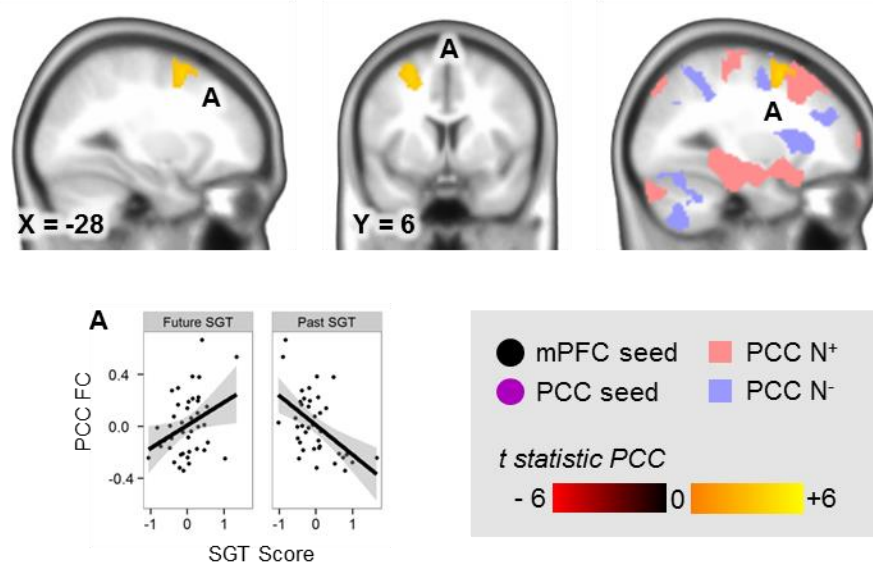 A
A
A
X = -28
Y = 6
A
Future SGT
Past SGT
PCC FC
0.4
0.0
-0.4
-1
0
1
-1
0
1
SGT Score
mPFC seed
PCC seed
PCC N+
PCC N-
t statistic PCC
- 6
0
+6